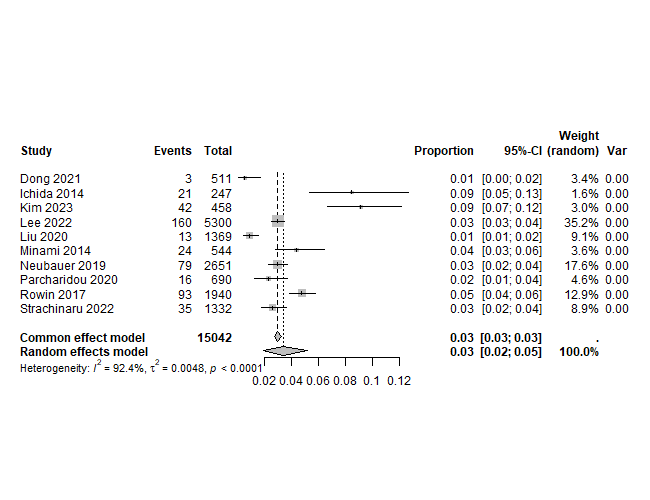 Weight
Study Events Total Proportion 95%-CI (random) Var
Dong 2021 3 511 0.01 [0.00; 0.02] 3.4% 0.00
Ichida 2014 21 247 0.09 [0.05; 0.13] 1.6% 0.00
Kim 2023 42 458 0.09 [0.07; 0.12] 3.0% 0.00
Lee 2022 160 5300 0.03 [0.03; 0.04] 35.2% 0.00
Liu 2020 13 1369 0.01 [0.01; 0.02] 9.1% 0.00
Minami 2014 24 544 0.04 [0.03; 0.06] 3.6% 0.00
Neubauer 2019 79 2651 0.03 [0.02; 0.04] 17.6% 0.00
Parcharidou 2020 16 690 0.02 [0.01; 0.04] 4.6% 0.00
Rowin 2017 93 1940 0.05 [0.04; 0.06] 12.9% 0.00
Strachinaru 2022 35 1332 0.03 [0.02; 0.04] 8.9% 0.00
Common effect model 15042 0.03 [0.03; 0.03] .
Random effects model 0.03 [0.02; 0.05] 100.0%
Heterogeneity: I² = 92.4%, τ² = 0.0048, p < 0.0001
0.02 0.04 0.06 0.08 0.1 0.12